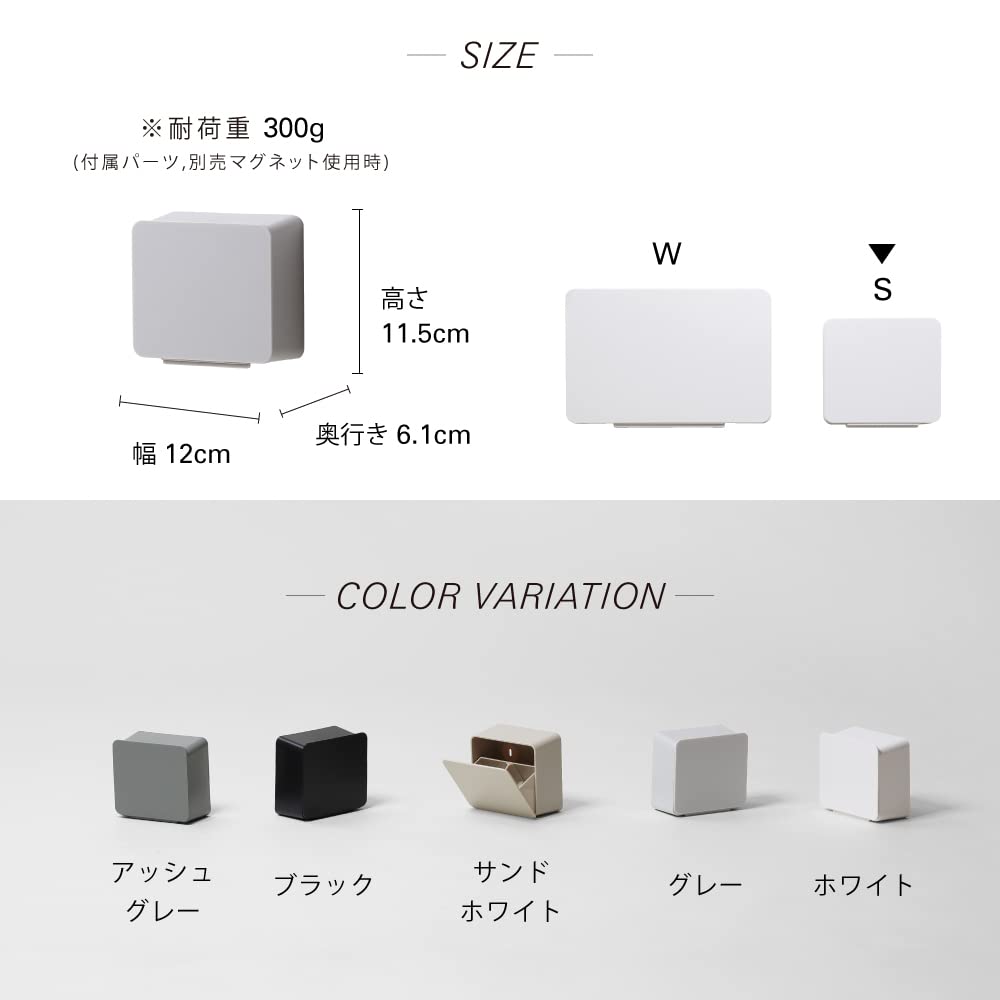 SIZE
※耐荷重 300g
(付属パーツ,別売マグネット使用時)
高さ
11.5cm
幅 12cm
奥行き 6.1cm
W
▼
S
COLOR VARIATION
アッシュ
グレー
ブラック
サンド
ホワイト
グレー
ホワイト